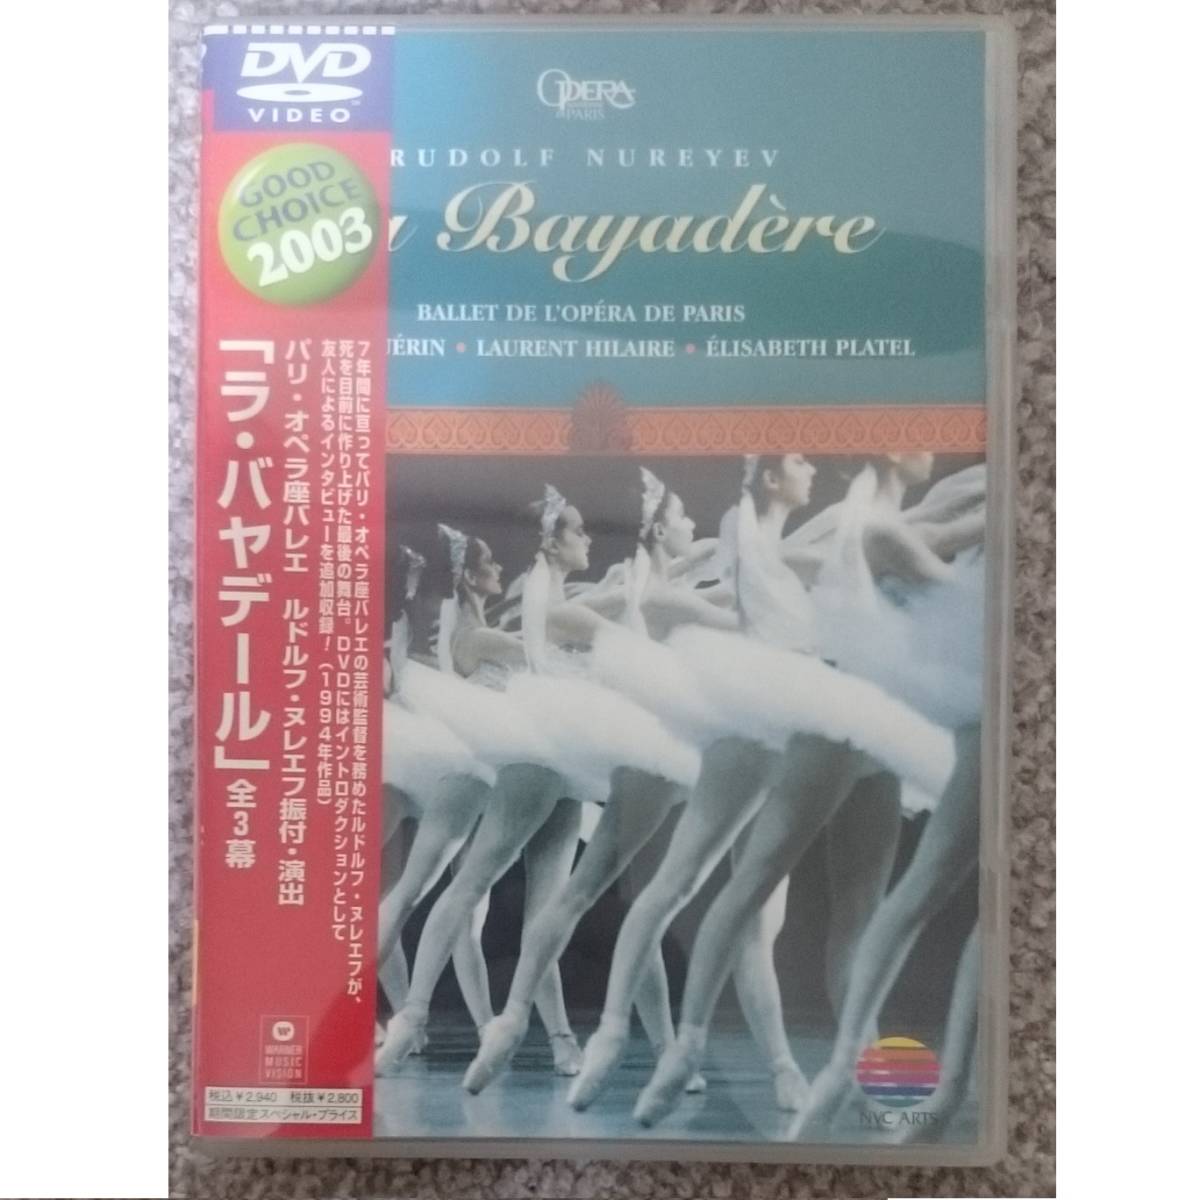 DVD
VIDEO
GOOD
CHOICE
2003
OPERA
PARIS
RUDOLF NUREYEV
Bayadère
BALLET DE L'OPÉRA DE PARIS
UÉRIN • LAURENT HILAIRE • ÉLISABETH PLATEL
7年間に亘ってパリ・オペラ座バレエの芸術監督を務めたルドルフ・ヌレエフが、
死を目前に作り上げた最後の舞台。DVDにはイントロダクションとして
友人によるインタビューを追加収録!(1994年作品)
パリ・オペラ座バレエ ルドルフ・ヌレエフ振付・演出
「ラ・バヤデール」全3幕
WARNER
MUSIC
VISION
税込¥2,940 税抜¥2,800
期間限定スペシャル・プライス
NVC ARTS